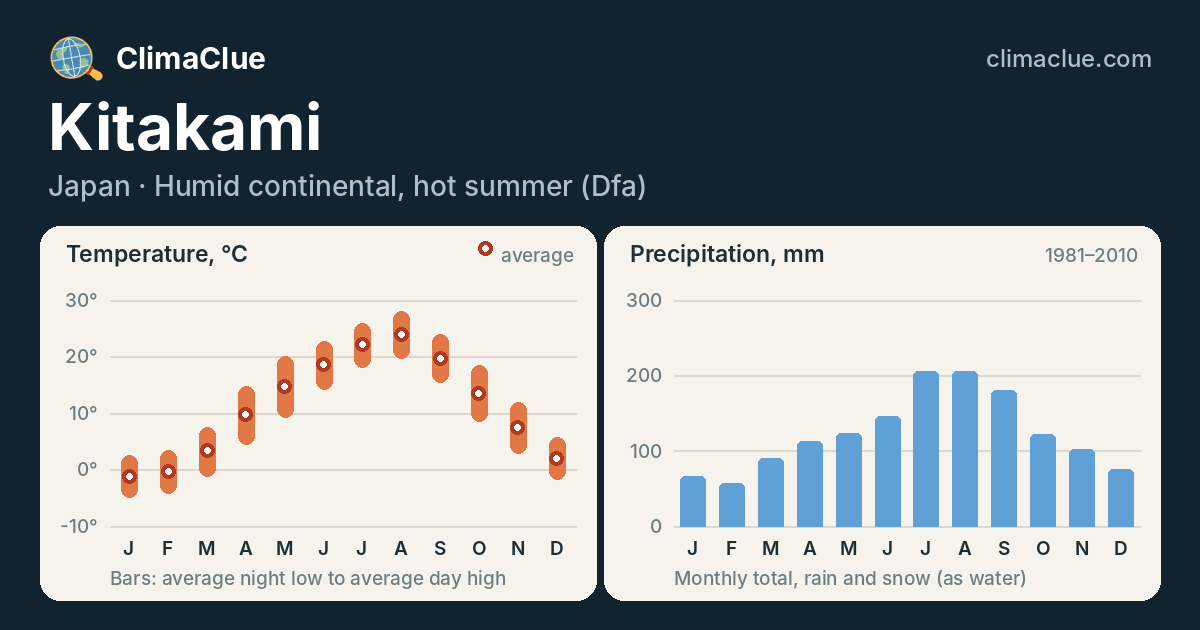 ClimaClue
climaclue.com
Kitakami
Japan · Humid continental, hot summer (Dfa)
Temperature, °C
average
30°
20°
10°
0°
-10°
J F M A M J J A S O N D
Bars: average night low to average day high
Precipitation, mm
1981–2010
300
200
100
0
J F M A M J J A S O N D
Monthly total, rain and snow (as water)